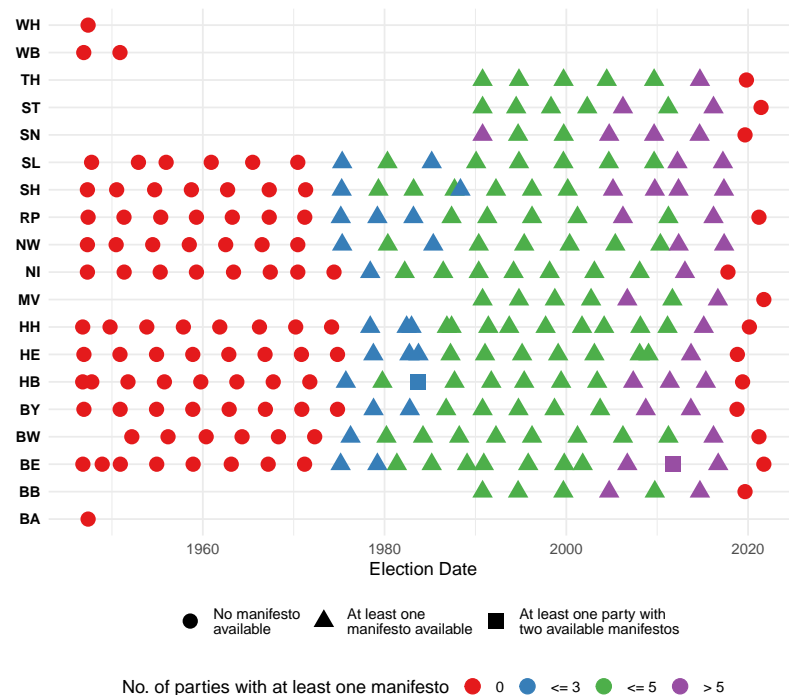 WH
WB
TH
ST
SN
SL
SH
RP
NW
NI
MV
HH
HE
HB
BY
BW
BE
BB
BA
1960 1980 2000 2020
Election Date
No manifesto
available
At least one
manifesto available
At least one party with
two available manifestos
No. of parties with at least one manifesto 0 <= 3 <= 5 > 5